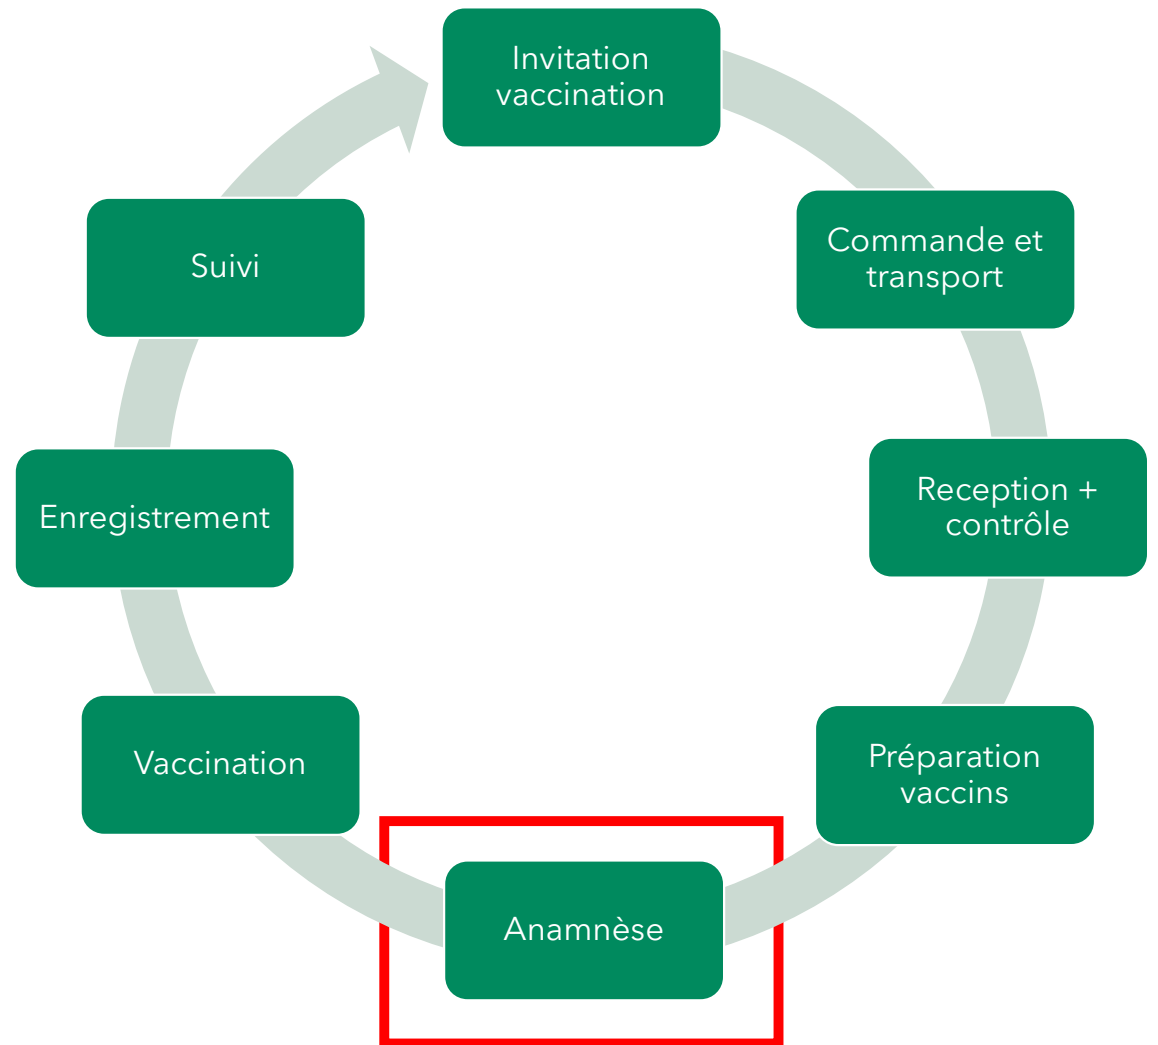 Invitation
vaccination
Commande et
transport
Reception +
contrôle
Préparation
vaccins
Anamnèse
Vaccination
Enregistrement
Suivi